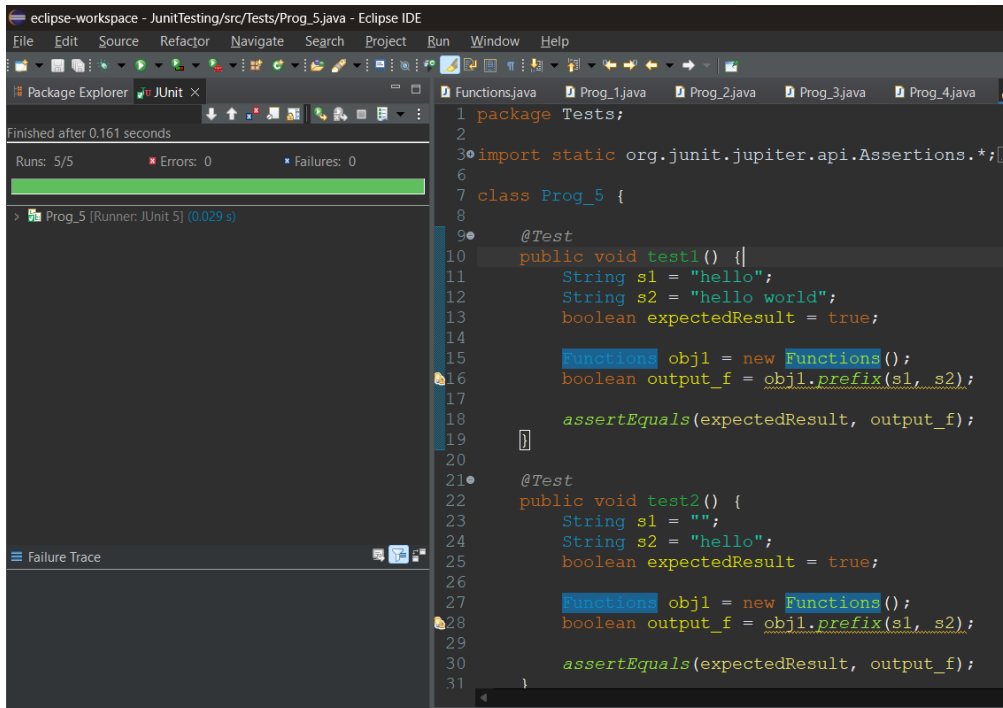 eclipse-workspace - JunitTesting/src/Tests/Prog_5.java - Eclipse IDE
File Edit Source Refactor Navigate Search Project Run Window Help
Package Explorer JUnit
Finished after 0.161 seconds
Runs: 5/5 Errors: 0 Failures: 0
Prog_5 [Runner: JUnit 5] (0.029 s)
Failure Trace
Functions.java Prog_1.java Prog_2.java Prog_3.java Prog_4.java
1 package Tests;
2
3 import static org.junit.jupiter.api.Assertions.*;
6
7 class Prog_5 {
8
9 @Test
10 public void test1() {
11 String s1 = "hello";
12 String s2 = "hello world";
13 boolean expectedResult = true;
14
15 Functions obj1 = new Functions();
16 boolean output_f = obj1.prefix(s1, s2);
17
18 assertEquals(expectedResult, output_f);
19 }
20
21 @Test
22 public void test2() {
23 String s1 = "";
24 String s2 = "hello";
25 boolean expectedResult = true;
26
27 Functions obj1 = new Functions();
28 boolean output_f = obj1.prefix(s1, s2);
29
30 assertEquals(expectedResult, output_f);
31 }